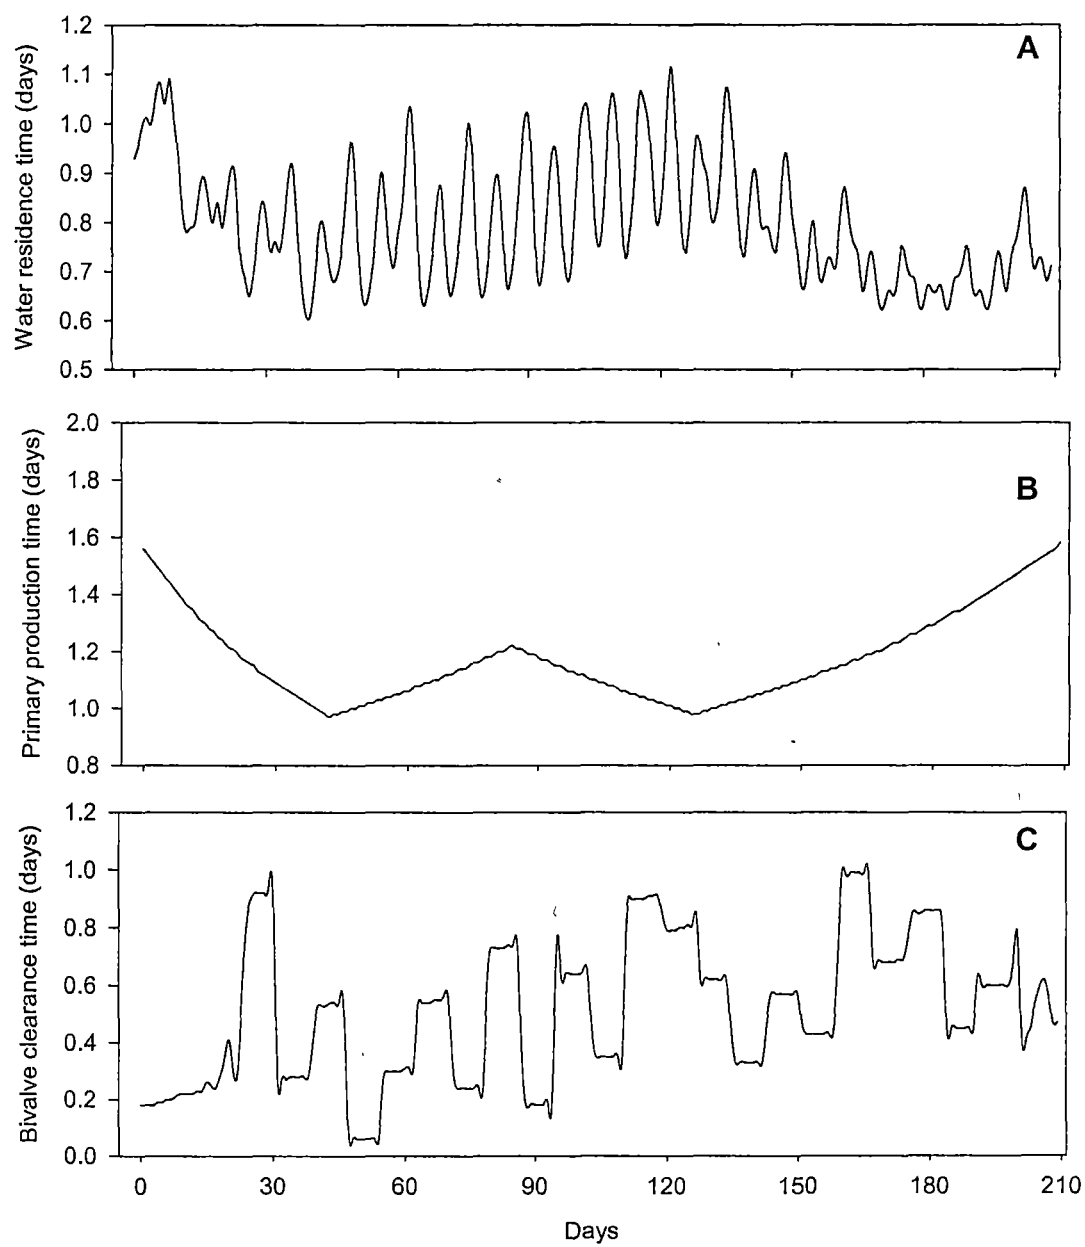 A
Water residence time (days)
1.2
1.1
1.0
0.9
0.8
0.7
0.6
0.5
B
Primary production time (days)
2.0
1.8
1.6
1.4
1.2
1.0
0.8
C
Bivalve clearance time (days)
1.2
1.0
0.8
0.6
0.4
0.2
0.0
0 30 60 90 120 150 180 210
Days